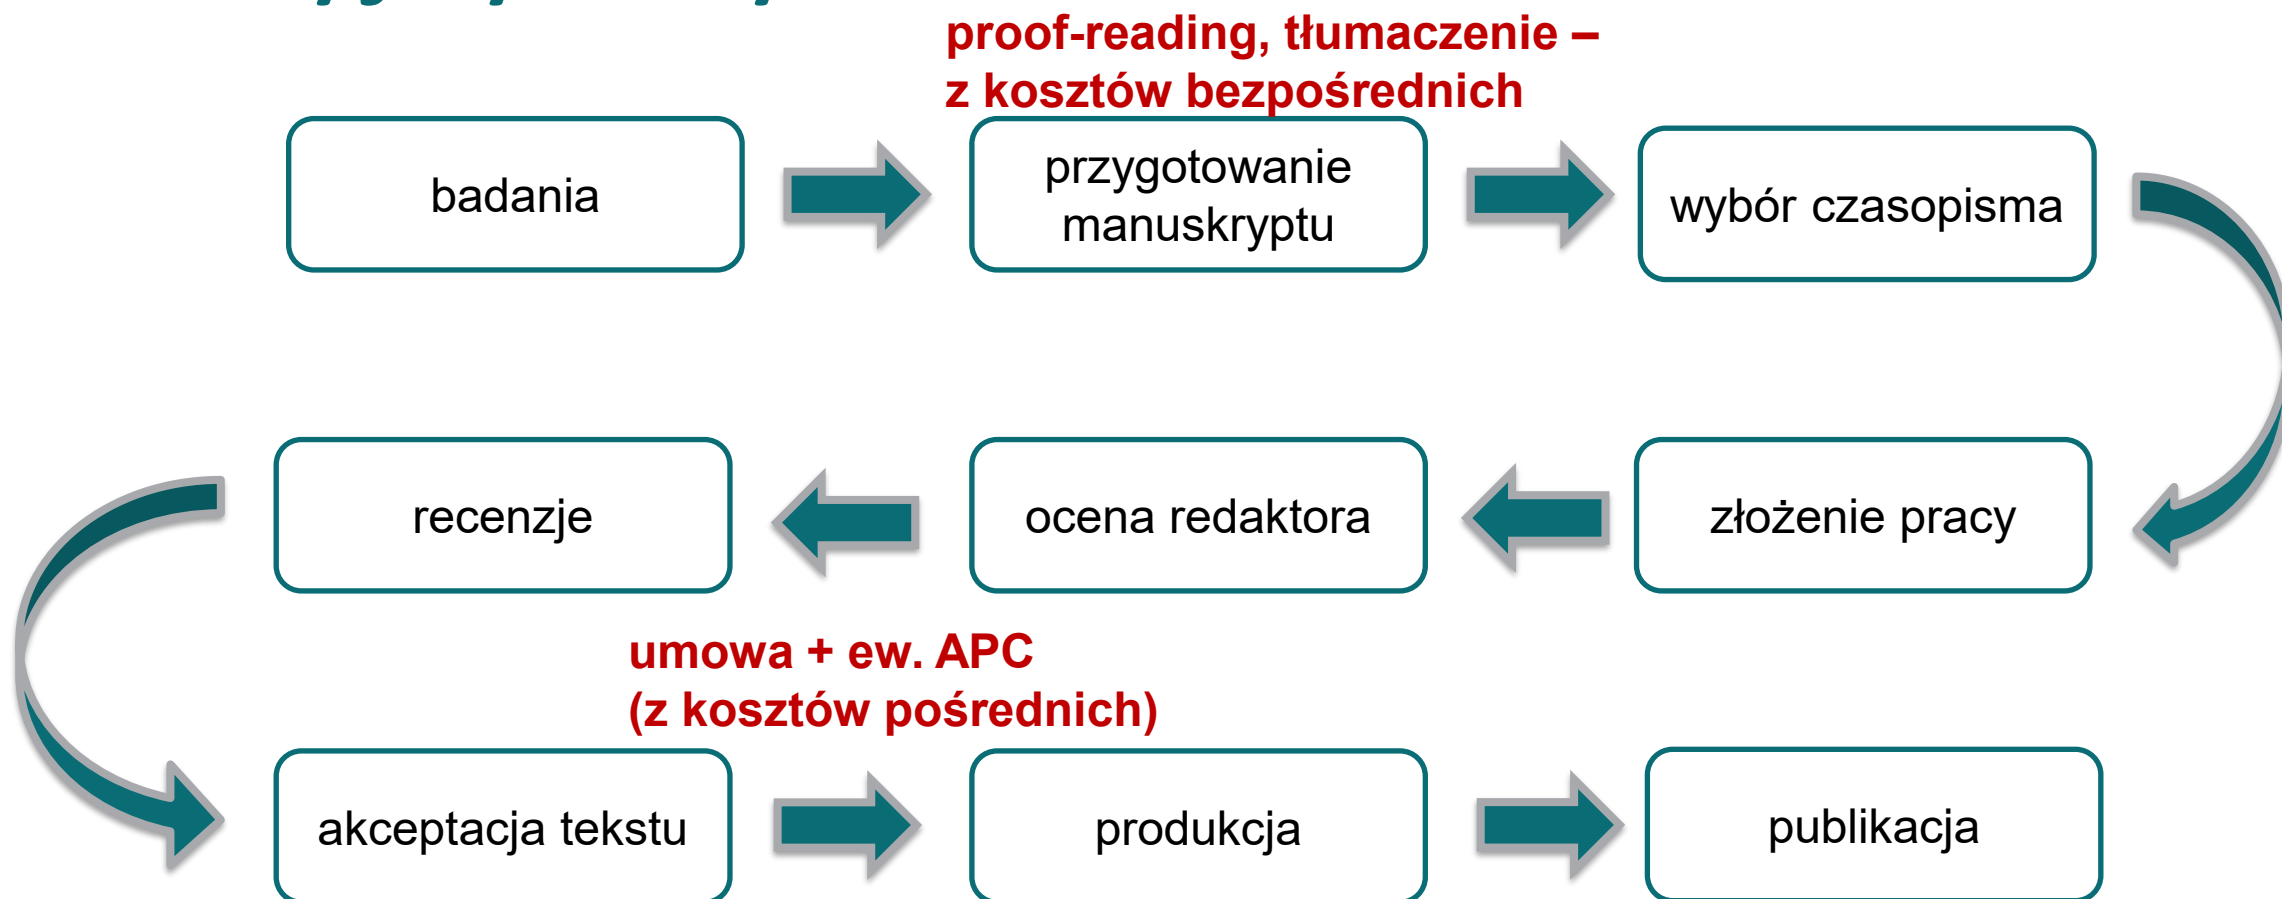 proof-reading, tłumaczenie –
z kosztów bezpośrednich
badania
przygotowanie
manuskryptu
wybór czasopisma
złożenie pracy
ocena redaktora
recenzje
umowa + ew. APC
(z kosztów pośrednich)
akceptacja tekstu
produkcja
publikacja